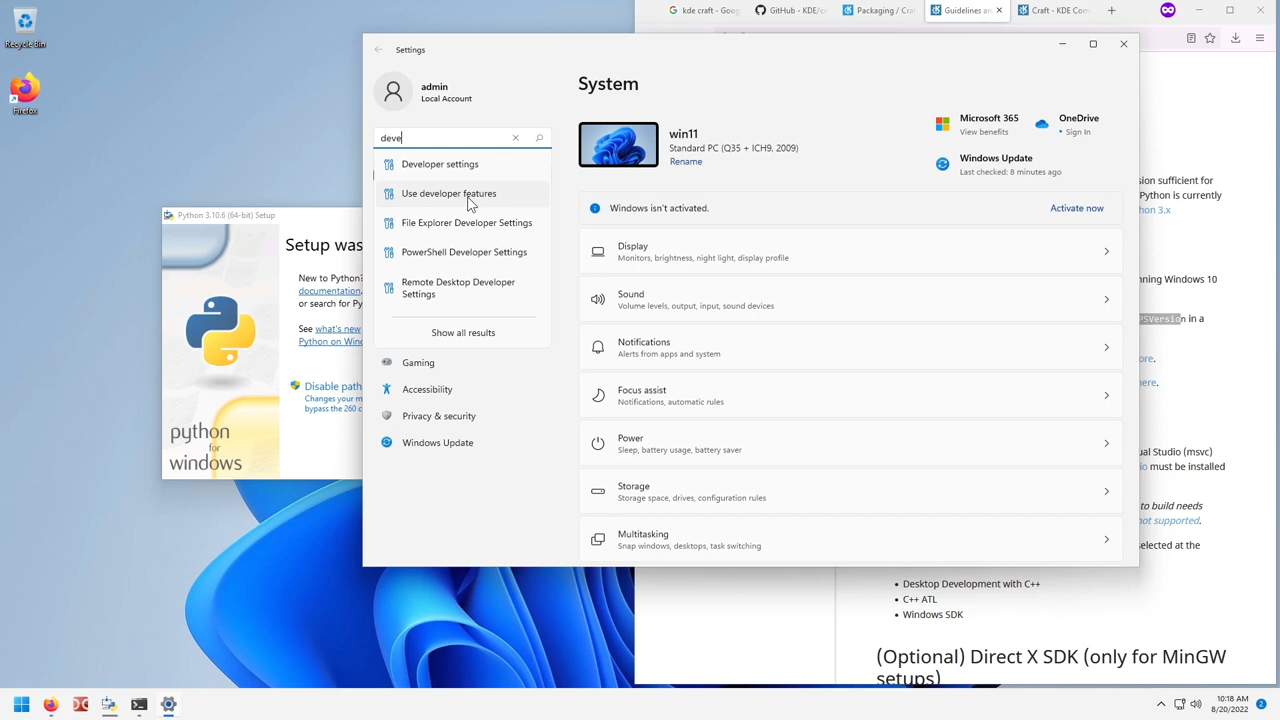 Recycle Bin
Firefox
kde craft - Goog
GitHub - KDE/c
Packaging / Cra
Guidelines an
Craft - KDE Com
Settings
admin
Local Account
deve
Developer settings
Use developer features
File Explorer Developer Settings
PowerShell Developer Settings
Remote Desktop Developer
Settings
Show all results
Gaming
Accessibility
Privacy & security
Windows Update
System
win11
Standard PC (Q35 + ICH9, 2009)
Rename
Microsoft 365
View benefits
OneDrive
• Sign In
Windows Update
Last checked: 8 minutes ago
Windows isn't activated.
Activate now
Display
Monitors, brightness, night light, display profile
Sound
Volume levels, output, input, sound devices
Notifications
Alerts from apps and system
Focus assist
Notifications, automatic rules
Power
Sleep, battery usage, battery saver
Storage
Storage space, drives, configuration rules
Multitasking
Snap windows, desktops, task switching
Python 3.10.6 (64-bit) Setup
Setup was
New to Python?
documentation.
or search for Py
See what's new
Python on Wind
Disable path
Changes your m
bypass the 260 c
python
for
windows
sion sufficient for
Python is currently
hon 3.x
nning Windows 10
PSVersion in a
ore.
here.
ual Studio (msvc)
io must be installed
to build needs
not supported.
selected at the
• Desktop Development with C++
• C++ ATL
• Windows SDK
(Optional) Direct X SDK (only for MinGW
setups)
10:18 AM
8/20/2022
2